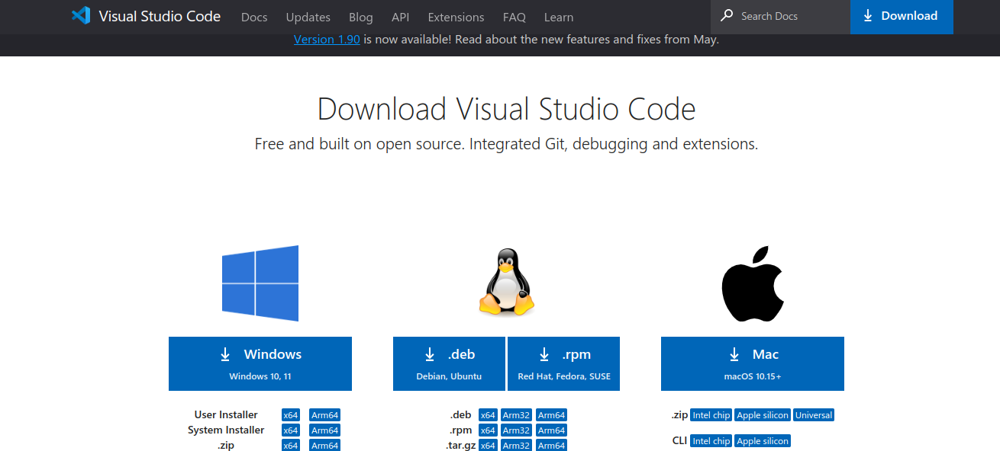 Visual Studio Code Docs Updates Blog API Extensions FAQ Learn Search Docs Download
Version 1.90 is now available! Read about the new features and fixes from May.
Download Visual Studio Code
Free and built on open source. Integrated Git, debugging and extensions.
Windows
Windows 10, 11
User Installer x64 Arm64
System Installer x64 Arm64
.zip x64 Arm64
.deb
Debian, Ubuntu
.rpm
Red Hat, Fedora, SUSE
.deb x64 Arm32 Arm64
.rpm x64 Arm32 Arm64
.tar.gz x64 Arm32 Arm64
Mac
macOS 10.15+
.zip Intel chip Apple silicon Universal
CLI Intel chip Apple silicon